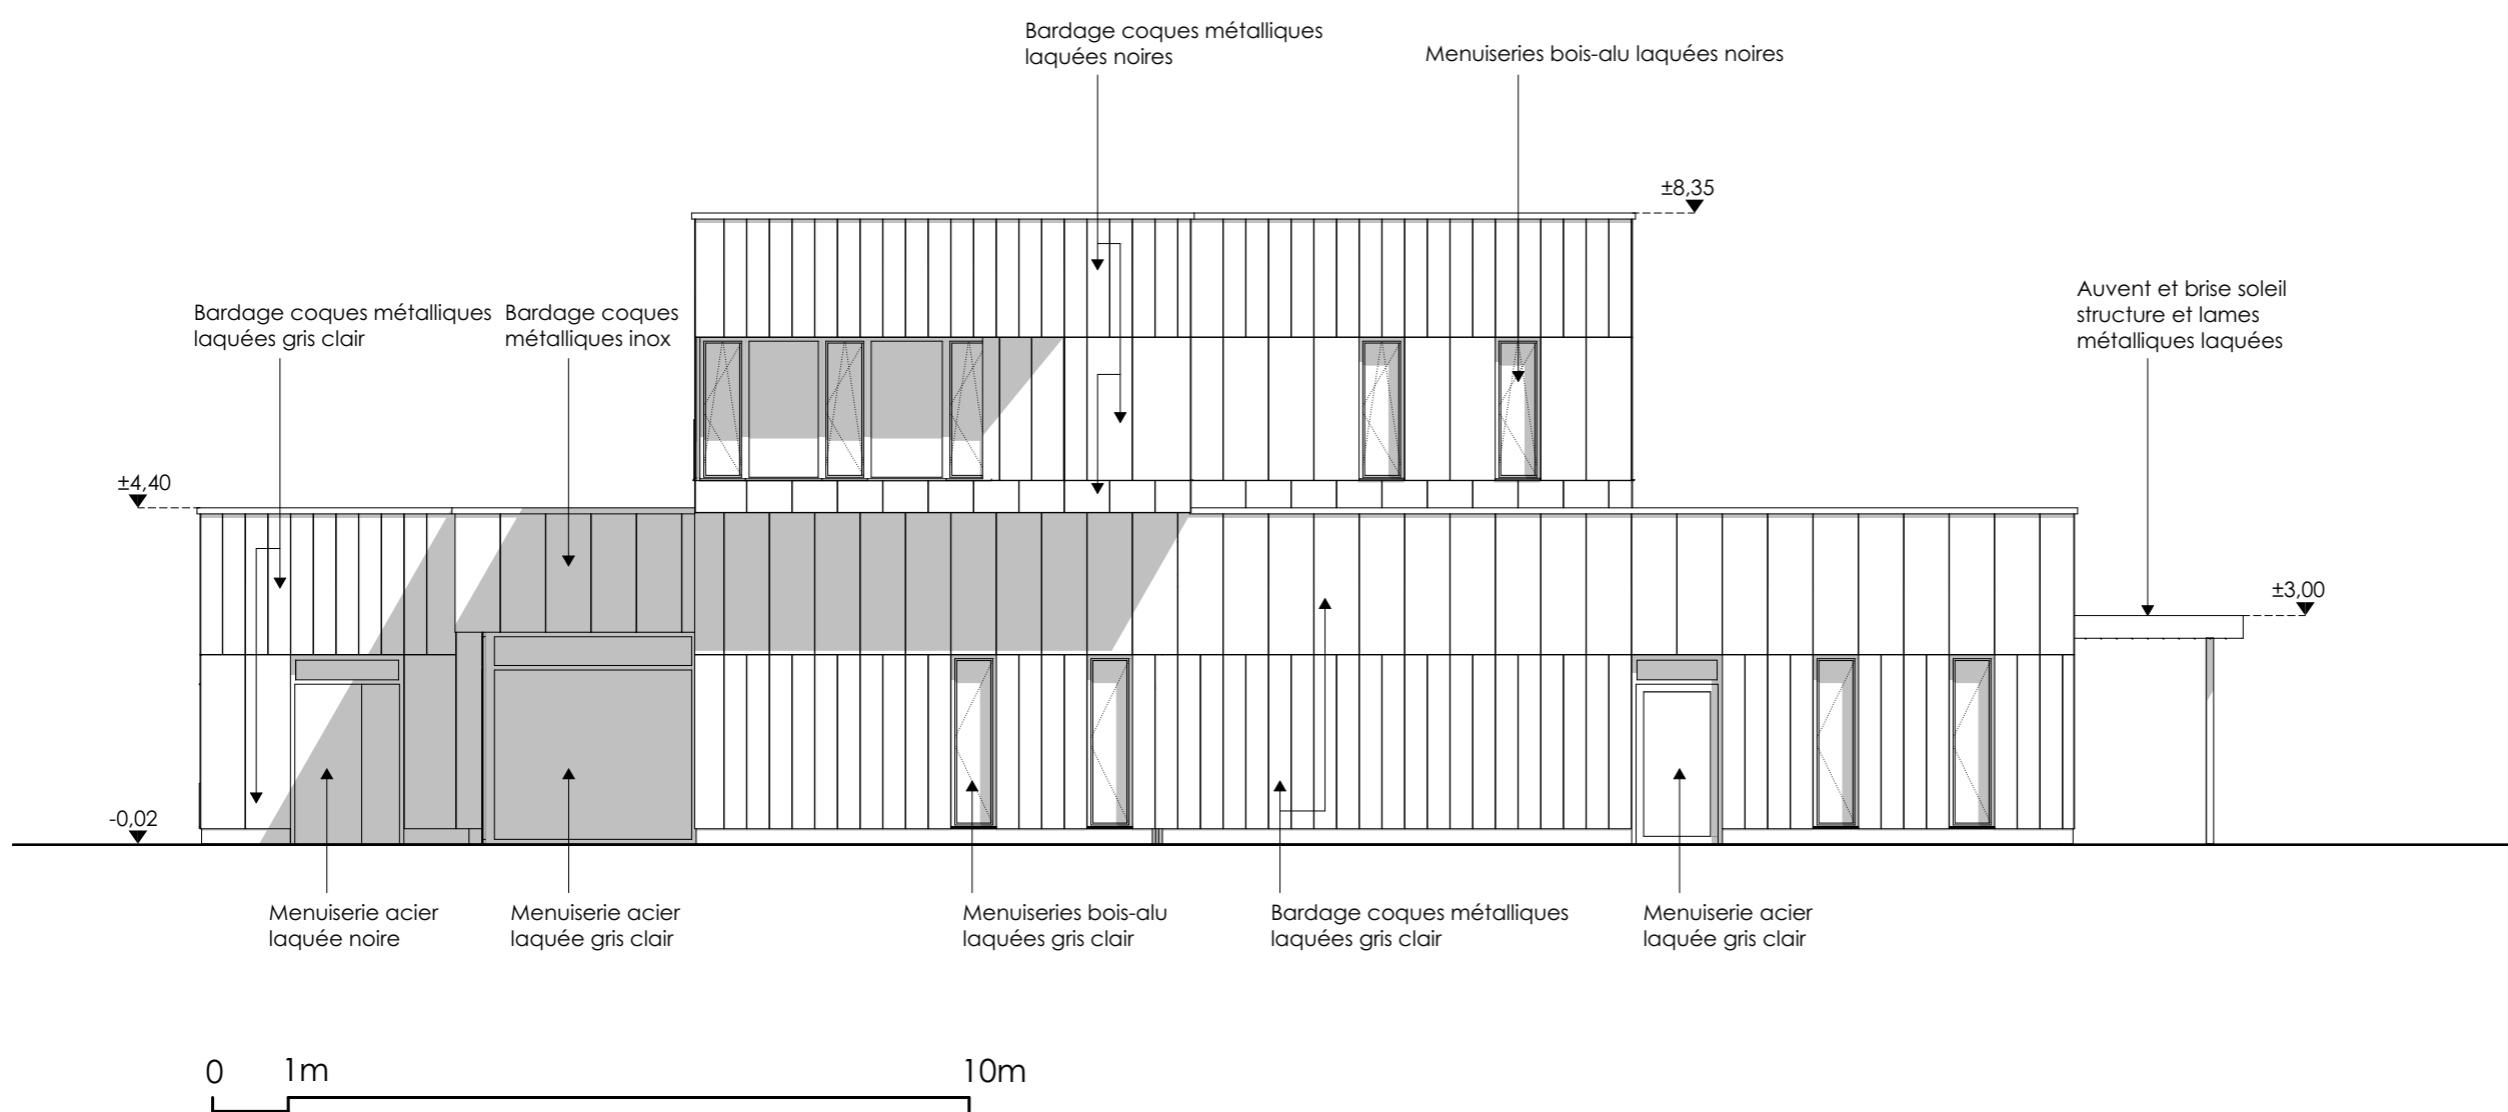 Bardage coques métalliques
laquées noires
Menuiseries bois-alu laquées noires
±8,35
Auvent et brise soleil
structure et lames
métalliques laquées
Bardage coques métalliques
laquées gris clair
Bardage coques
métalliques inox
±4,40
±3,00
-0,02
Menuiserie acier
laquée noire
Menuiserie acier
laquée gris clair
Menuiseries bois-alu
laquées gris clair
Bardage coques métalliques
laquées gris clair
Menuiserie acier
laquée gris clair
0 1m 10m